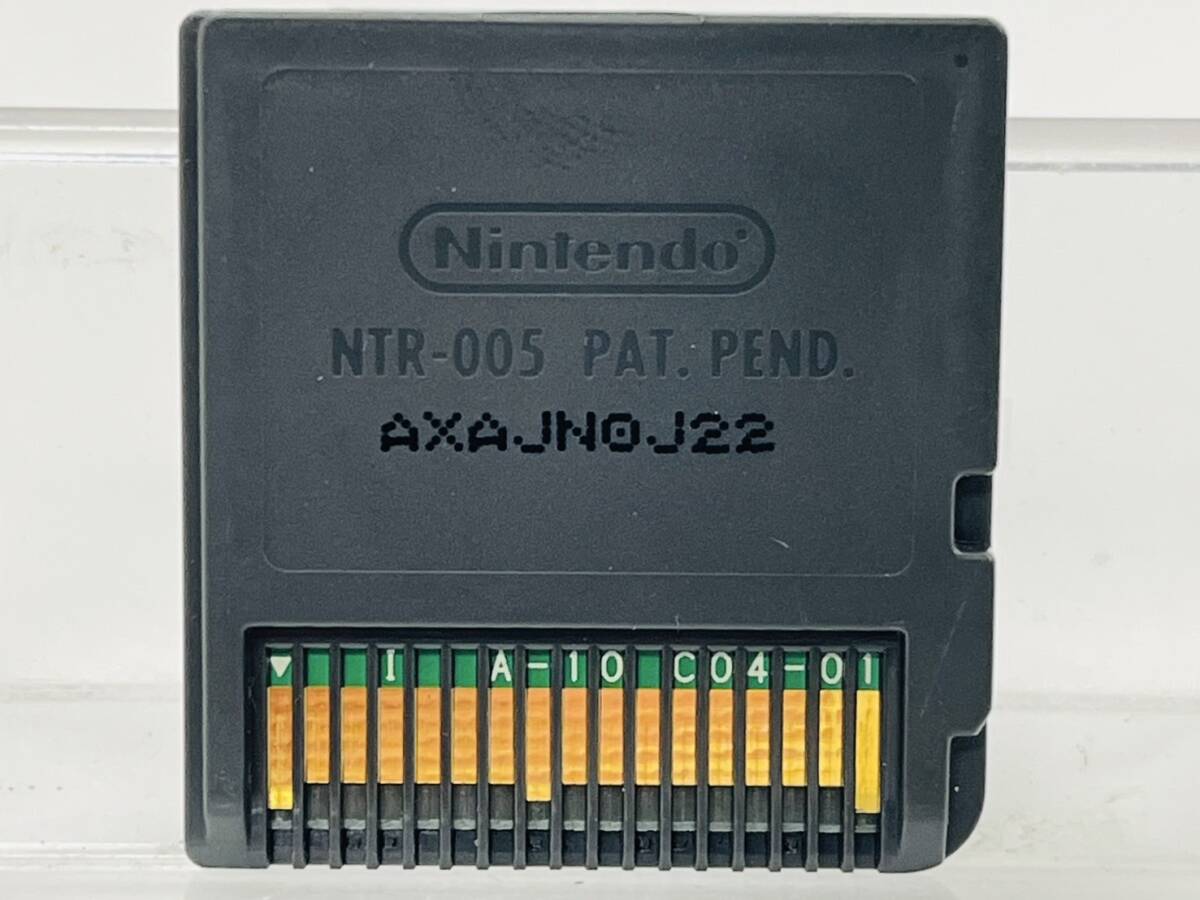 Nintendo
NTR-005 PAT. PEND.
AXAJN0J22
▼ I A-10 C04-01